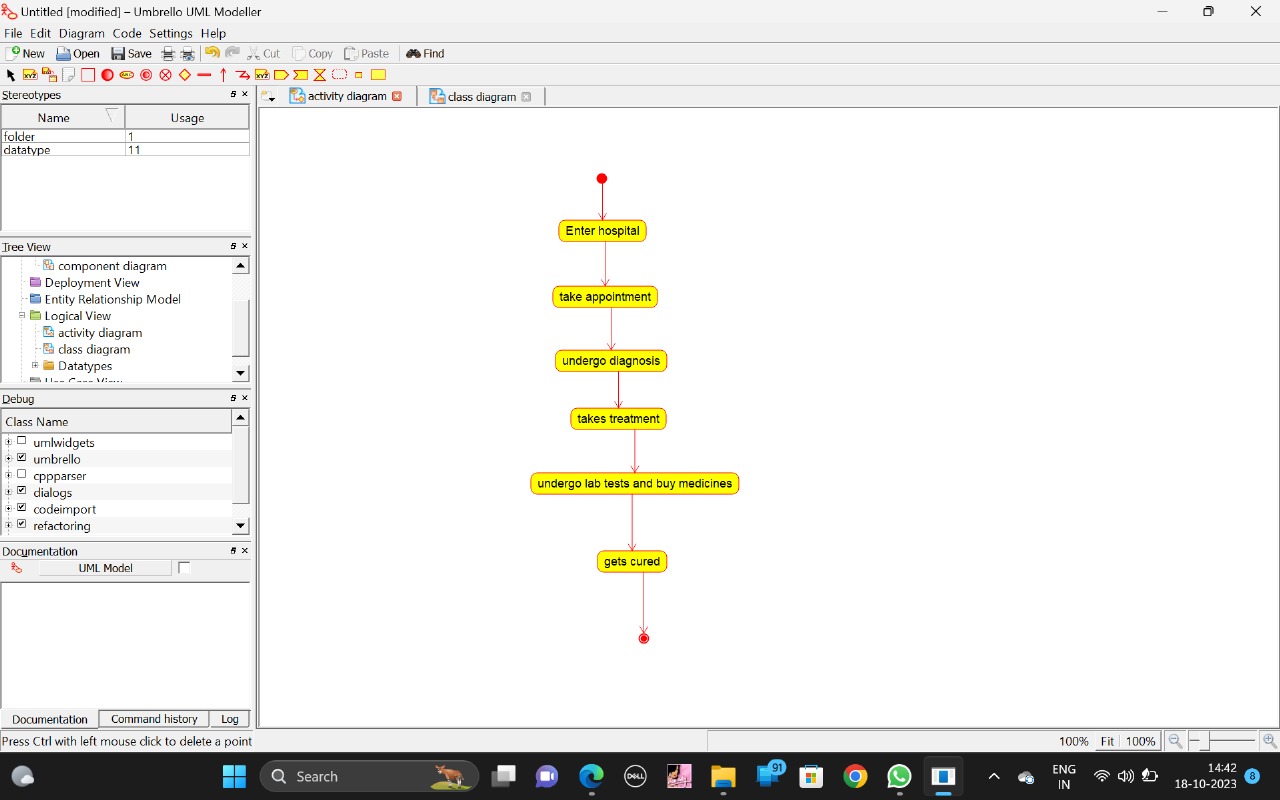 Untitled [modified] – Umbrello UML Modeller
File Edit Diagram Code Settings Help
New Open Save Cut Copy Paste Find
Stereotypes
Name Usage
folder 1
datatype 11
Tree View
component diagram
Deployment View
Entity Relationship Model
Logical View
activity diagram
class diagram
Datatypes
Use Case View
Debug
Class Name
umlwidgets
umbrello
cppparser
dialogs
codeimport
refactoring
Documentation
UML Model
Documentation Command history Log
Press Ctrl with left mouse click to delete a point
activity diagram class diagram
Enter hospital
take appointment
undergo diagnosis
takes treatment
undergo lab tests and buy medicines
gets cured
100% Fit 100%
Search
DELL
91
ENG
IN
14:42
18-10-2023
8